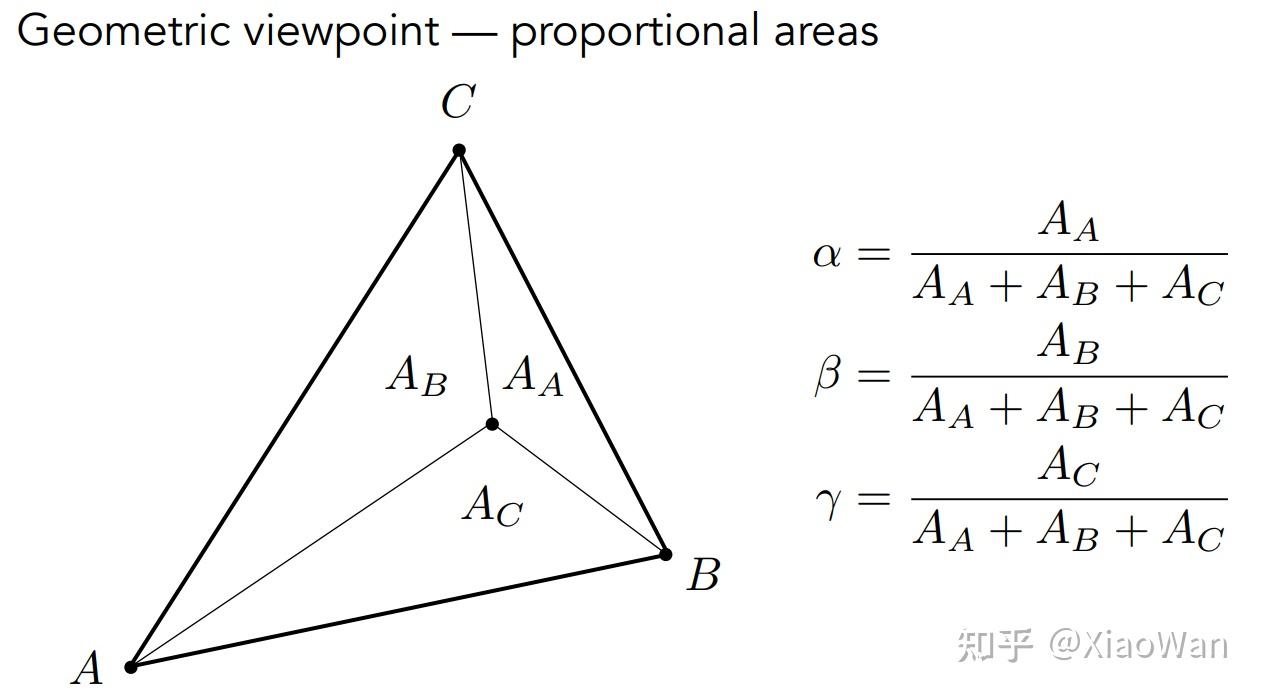 Geometric viewpoint — proportional areas
C
A_B A_A
A_C
B
A
α = A_A / (A_A + A_B + A_C)
β = A_B / (A_A + A_B + A_C)
γ = A_C / (A_A + A_B + A_C)
知乎 @XiaoWan